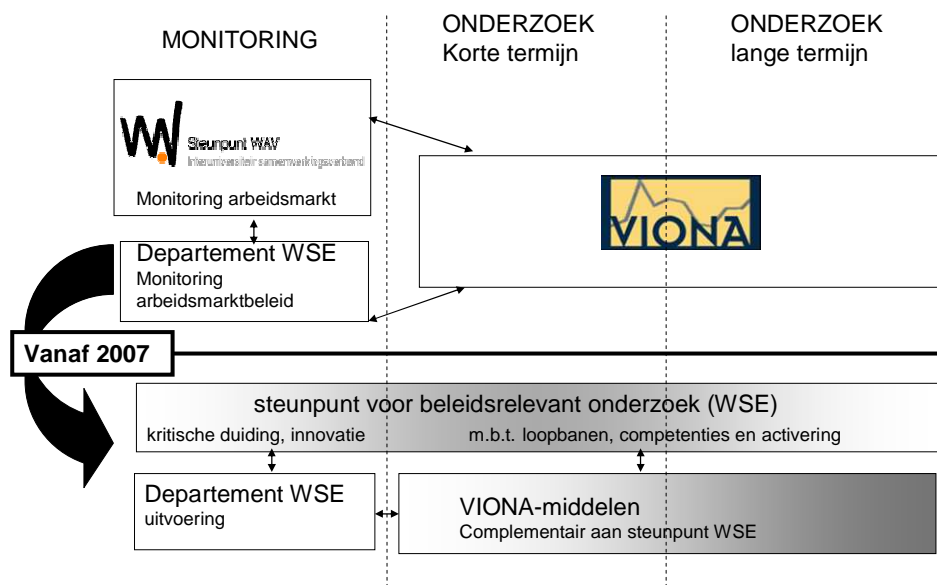 MONITORING
ONDERZOEK
Korte termijn
ONDERZOEK
lange termijn
Steunpunt WAV
Interuniversitair samenwerkingsverband
Monitoring arbeidsmarkt
VIONA
Departement WSE
Monitoring
arbeidsmarktbeleid
Vanaf 2007
steunpunt voor beleidsrelevant onderzoek (WSE)
kritische duiding, innovatie m.b.t. loopbanen, competenties en activering
Departement WSE
uitvoering
VIONA-middelen
Complementair aan steunpunt WSE